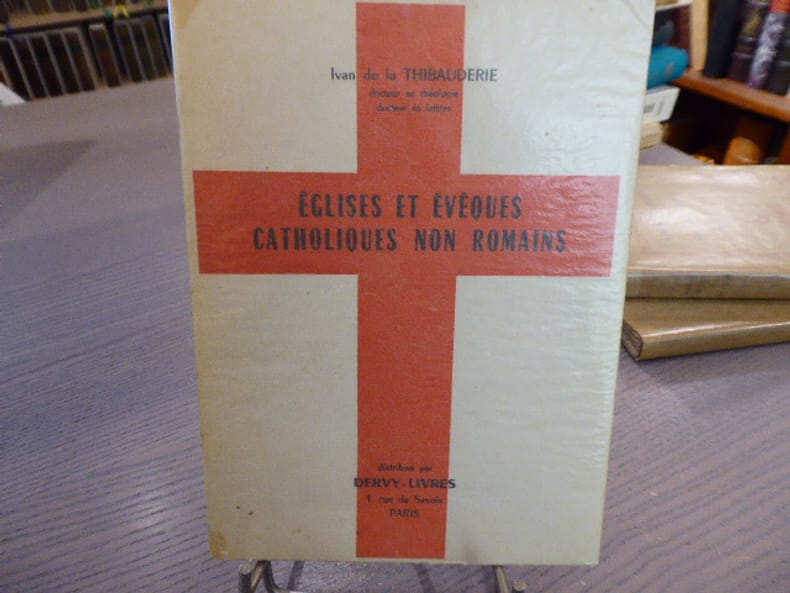 Ivan de la THIBAUDERIE
docteur en théologie
docteur ès lettres
ÉGLISES ET ÉVÊQUES
CATHOLIQUES NON ROMAINS
distribué par
DERVY-LIVRES
1, rue de Savoie
PARIS